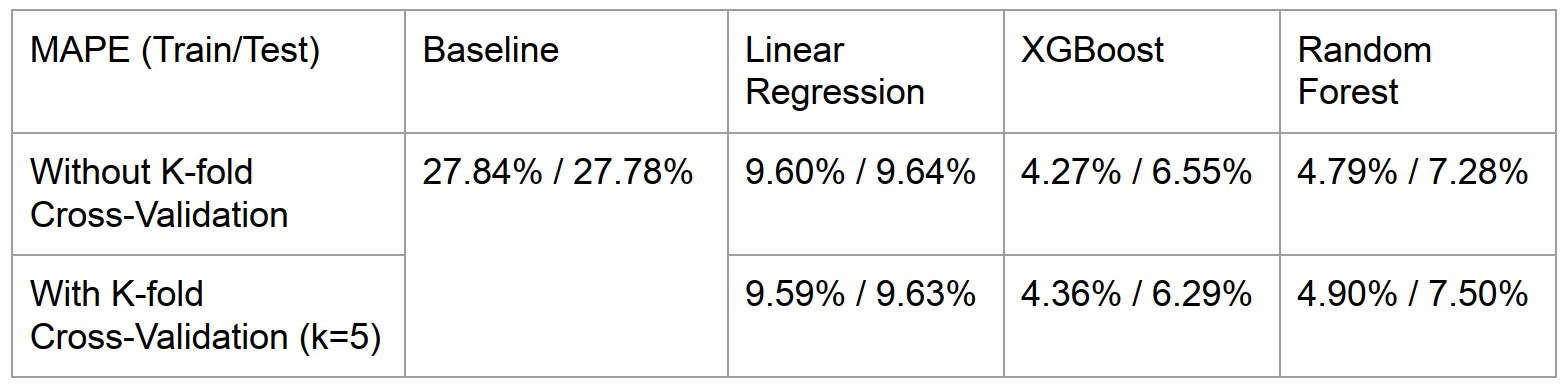 MAPE (Train/Test)
Baseline
Linear
Regression
XGBoost
Random
Forest
Without K-fold
Cross-Validation
27.84% / 27.78%
9.60% / 9.64%
4.27% / 6.55%
4.79% / 7.28%
With K-fold
Cross-Validation (k=5)
9.59% / 9.63%
4.36% / 6.29%
4.90% / 7.50%